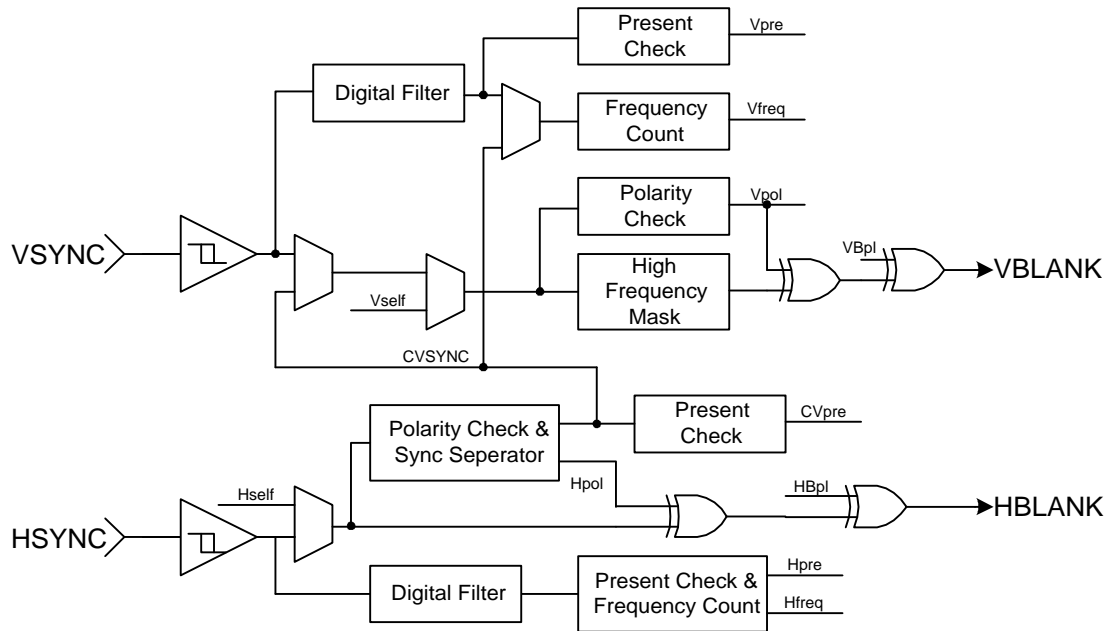 Present
Check
Vpre
Digital Filter
Frequency
Count
Vfreq
Polarity
Check
Vpol
VSYNC
VBpl
VBLANK
High
Frequency
Mask
Vself
CVSYNC
Present
Check
CVpre
Polarity Check &
Sync Seperator
Hpol
Hself
HBpl
HBLANK
HSYNC
Digital Filter
Present Check &
Frequency Count
Hpre
Hfreq